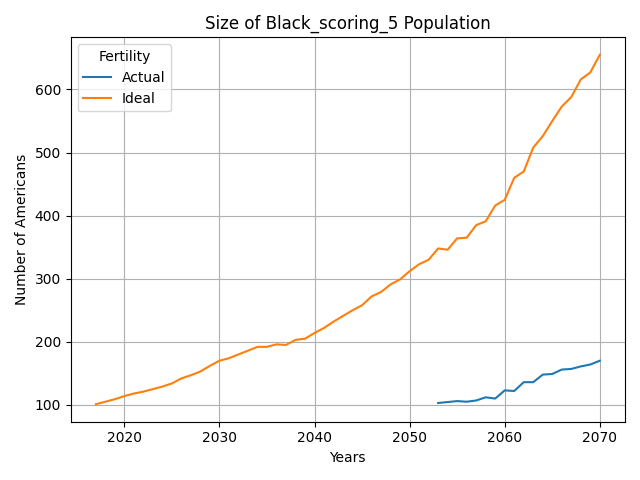 Size of Black_scoring_5 Population
Fertility
Actual
Ideal
Number of Americans
600
500
400
300
200
100
2020 2030 2040 2050 2060 2070
Years